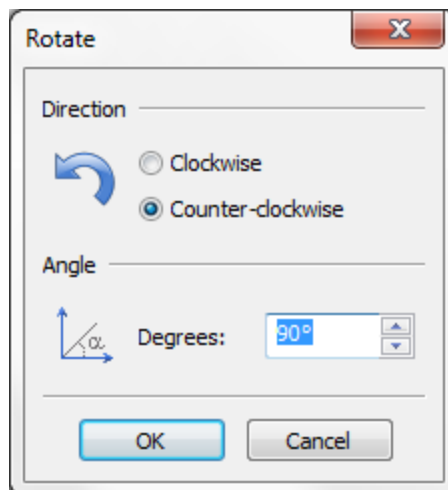 Rotate
Direction
Clockwise
Counter-clockwise
Angle
α
Degrees: 90°
OK Cancel